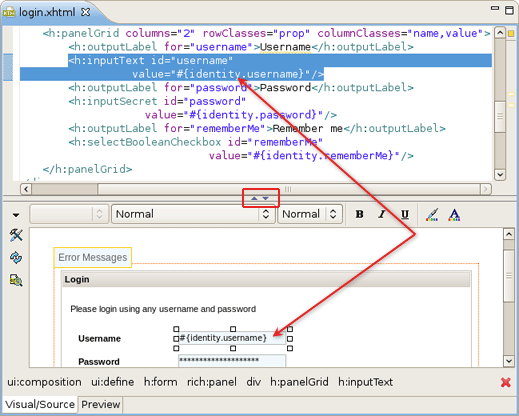 login.xhtml
<h:panelGrid columns="2" rowClasses="prop" columnClasses="name,value">
<h:outputLabel for="username">Username</h:outputLabel>
<h:inputText id="username"
value="#{identity.username}"/>
<h:outputLabel for="password">Password</h:outputLabel>
<h:inputSecret id="password"
value="#{identity.password}"/>
<h:outputLabel for="rememberMe">Remember me</h:outputLabel>
<h:selectBooleanCheckbox id="rememberMe"
value="#{identity.rememberMe}"/>
</h:panelGrid>
Normal Normal B I U A
Error Messages
Login
Please login using any username and password
Username #{identity.username}
Password ********************
ui:composition ui:define h:form rich:panel div h:panelGrid h:inputText
Visual/Source Preview